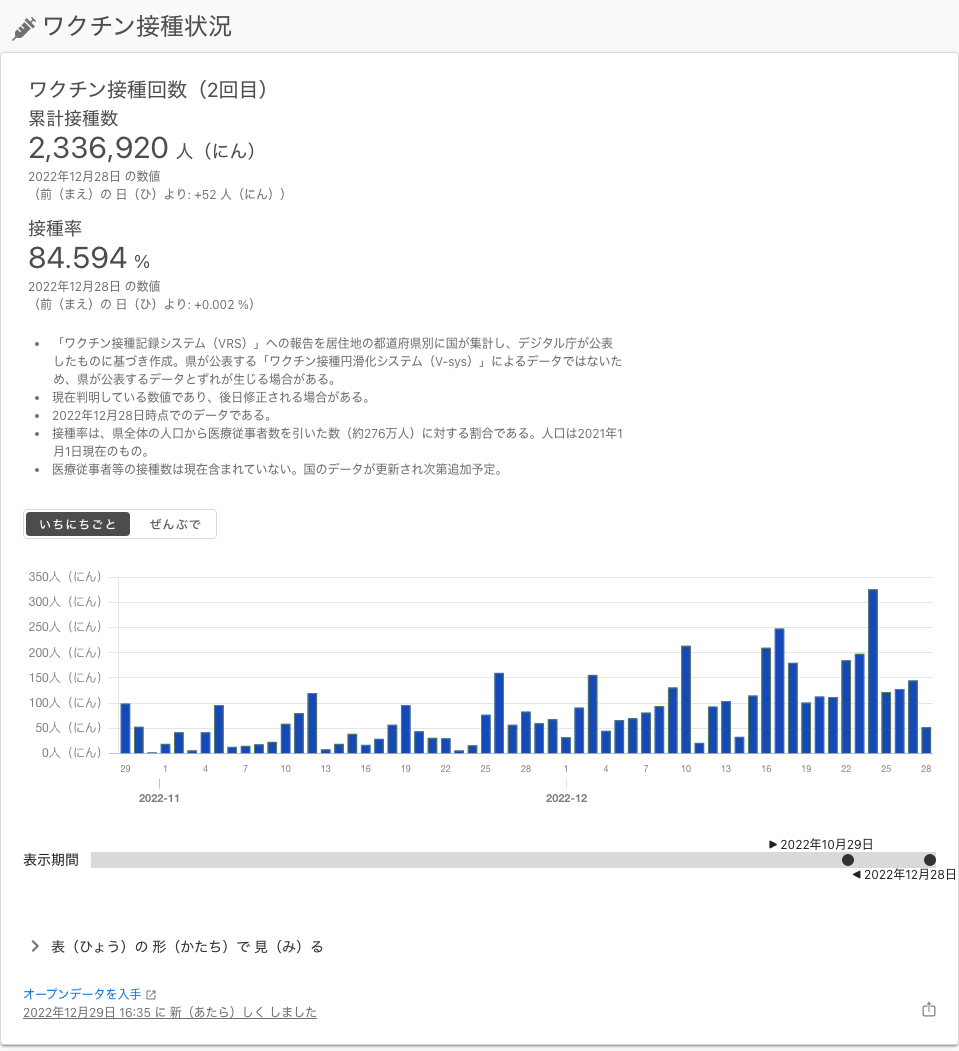 ワクチン接種状況
ワクチン接種回数（2回目）
累計接種数
2,336,920 人（にん）
2022年12月28日 の数値
（前（まえ）の 日（ひ）より: +52 人（にん））
接種率
84.594 %
2022年12月28日 の数値
（前（まえ）の 日（ひ）より: +0.002 %）
• 「ワクチン接種記録システム（VRS）」への報告を居住地の都道府県別に国が集計し、デジタル庁が公表
したものに基づき作成。県が公表する「ワクチン接種円滑化システム（V-sys）」によるデータではないた
め、県が公表するデータとずれが生じる場合がある。
• 現在判明している数値であり、後日修正される場合がある。
• 2022年12月28日時点でのデータである。
• 接種率は、県全体の人口から医療従事者数を引いた数（約276万人）に対する割合である。人口は2021年1
月1日現在のもの。
• 医療従事者等の接種数は現在含まれていない。国のデータが更新され次第追加予定。
いちにちごと ぜんぶで
350人（にん）
300人（にん）
250人（にん）
200人（にん）
150人（にん）
100人（にん）
50人（にん）
0人（にん）
29 1 4 7 10 13 16 19 22 25 28 1 4 7 10 13 16 19 22 25 28
2022-11 2022-12
▶ 2022年10月29日
表示期間
◀ 2022年12月28日
表（ひょう）の 形（かたち）で 見（み）る
オープンデータを入手
2022年12月29日 16:35 に 新（あたら）しく しました